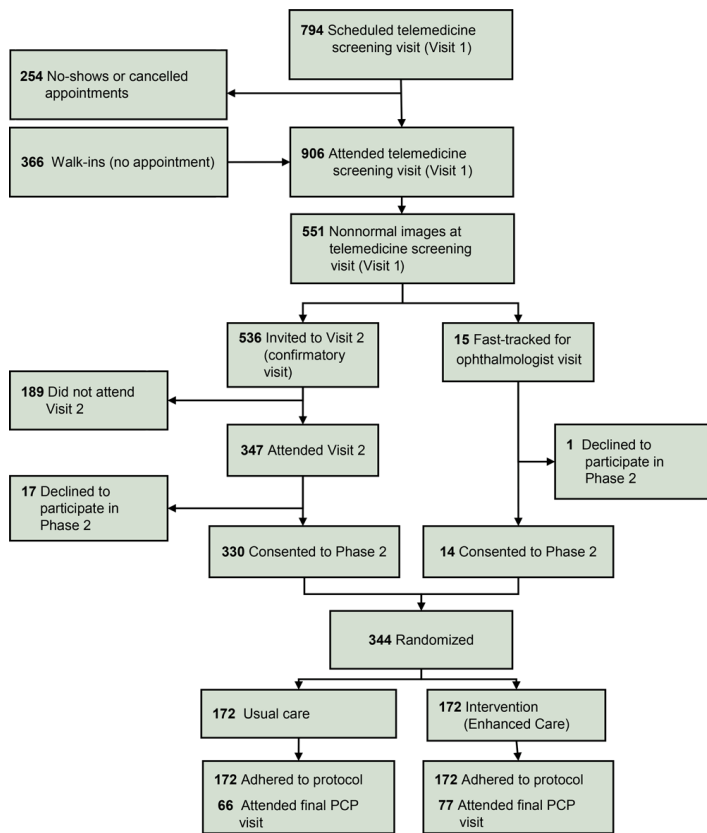 794 Scheduled telemedicine
screening visit (Visit 1)
254 No-shows or cancelled
appointments
366 Walk-ins (no appointment)
906 Attended telemedicine
screening visit (Visit 1)
551 Nonnormal images at
telemedicine screening
visit (Visit 1)
536 Invited to Visit 2
(confirmatory
visit)
15 Fast-tracked for
ophthalmologist visit
189 Did not attend
Visit 2
347 Attended Visit 2
1 Declined to
participate in
Phase 2
17 Declined to
participate in
Phase 2
330 Consented to Phase 2
14 Consented to Phase 2
344 Randomized
172 Usual care
172 Intervention
(Enhanced Care)
172 Adhered to protocol
66 Attended final PCP
visit
172 Adhered to protocol
77 Attended final PCP
visit